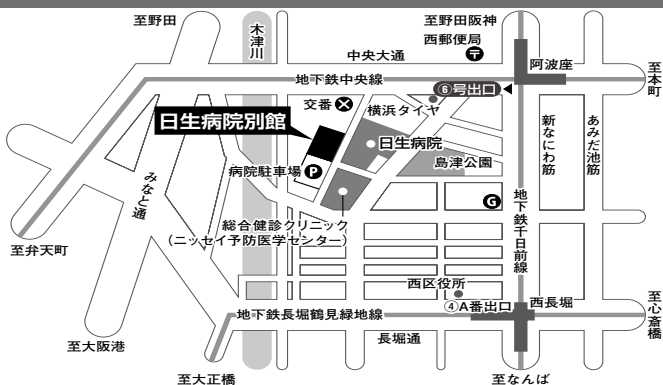 至野田
木津川
至野田阪神
西郵便局
〒
中央大通
阿波座
至本町
地下鉄中央線
⑥号出口
交番
横浜タイヤ
日生病院別館
日生病院
新なにわ筋
あみだ池筋
病院駐車場
P
島津公園
みなと通
G
地下鉄千日前線
総合健診クリニック
(ニッセイ予防医学センター)
至弁天町
西区役所
④A番出口
西長堀
至心斎橋
地下鉄長堀鶴見緑地線
長堀通
至大阪港
至大正橋
至なんば